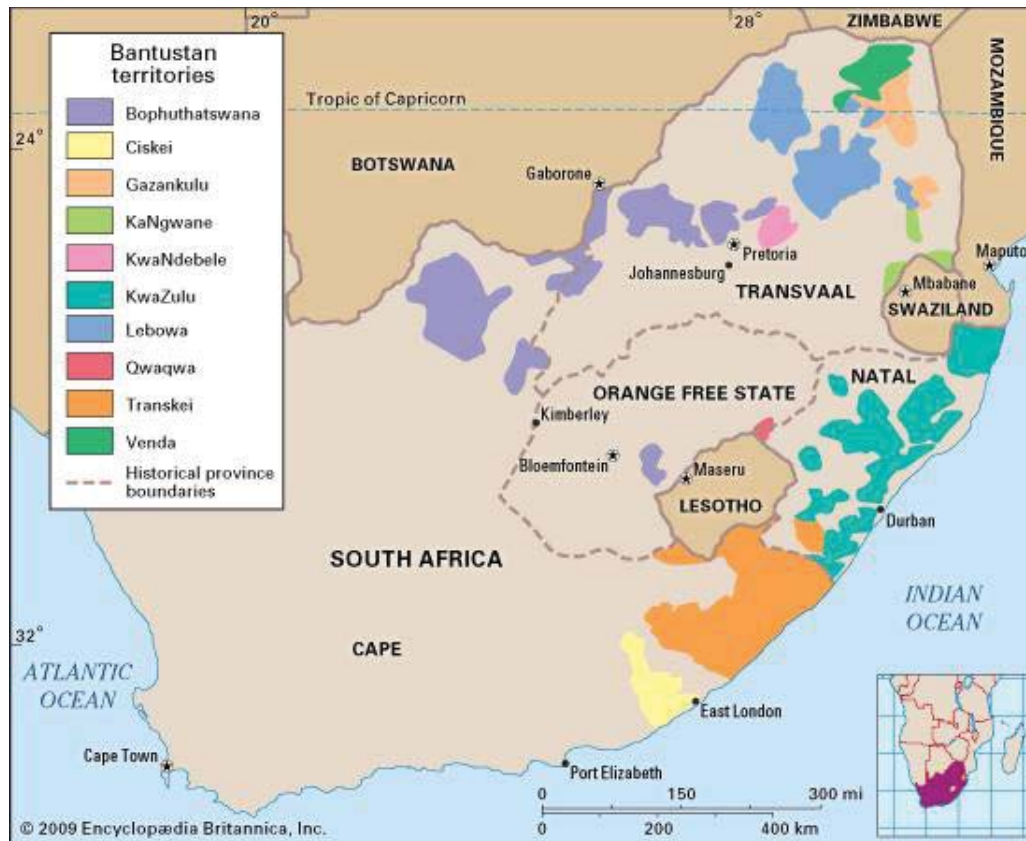 20°
28°
ZIMBABWE
MOZAMBIQUE
Bantustan
territories
Bophuthatswana
Ciskei
Gazankulu
KaNgwane
KwaNdebele
KwaZulu
Lebowa
Qwaqwa
Transkei
Venda
Historical province
boundaries
Tropic of Capricorn
24°
BOTSWANA
Gaborone
Pretoria
Johannesburg
Maputo
TRANSVAAL
Mbabane
SWAZILAND
NATAL
ORANGE FREE STATE
Kimberley
Bloemfontein
Maseru
LESOTHO
Durban
SOUTH AFRICA
INDIAN
OCEAN
32°
CAPE
ATLANTIC
OCEAN
East London
Cape Town
Port Elizabeth
0 150 300 mi
0 200 400 km
© 2009 Encyclopædia Britannica, Inc.